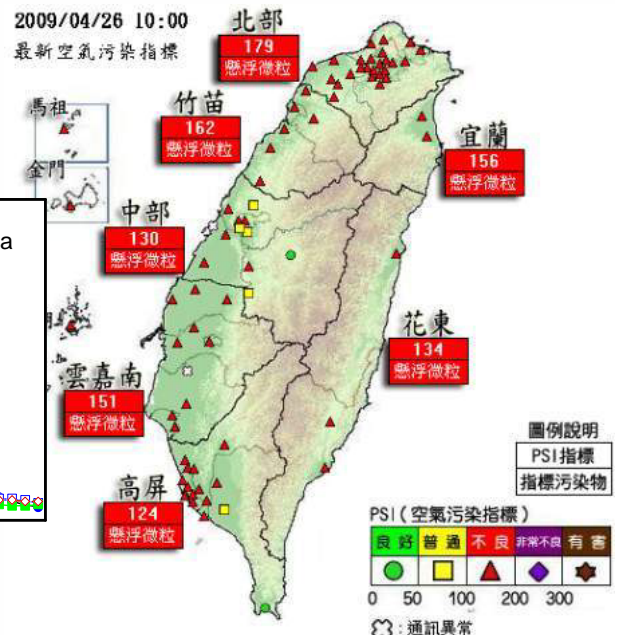 2009/04/26 10:00
最新空氣污染指標
北部
179
懸浮微粒
馬祖
竹苗
162
懸浮微粒
宜蘭
156
懸浮微粒
金門
a
中部
130
懸浮微粒
花東
134
懸浮微粒
雲嘉南
151
懸浮微粒
高屏
124
懸浮微粒
圖例說明
PSI指標
指標污染物
PSI(空氣污染指標)
良好 普通 不良 非常不良 有害
0 50 100 200 300
:通訊異常